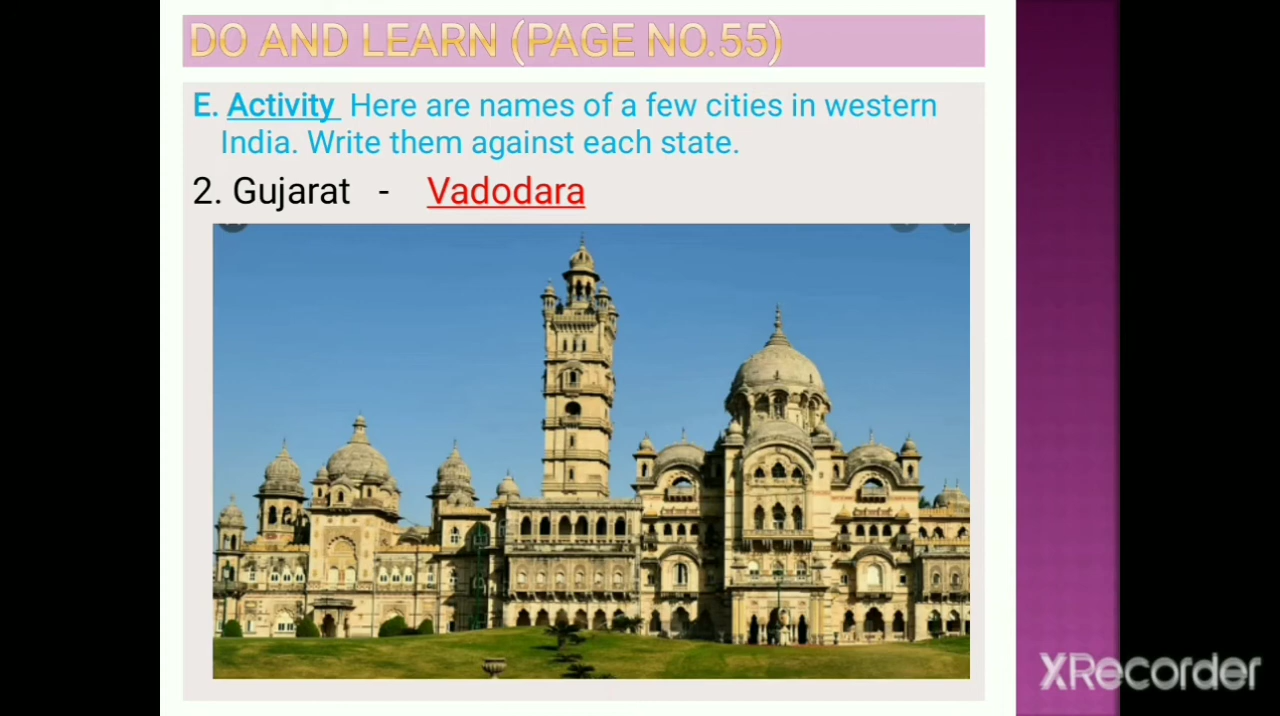 DO AND LEARN (PAGE NO.55)
E. Activity Here are names of a few cities in western
India. Write them against each state.
2. Gujarat - Vadodara
XRecorder